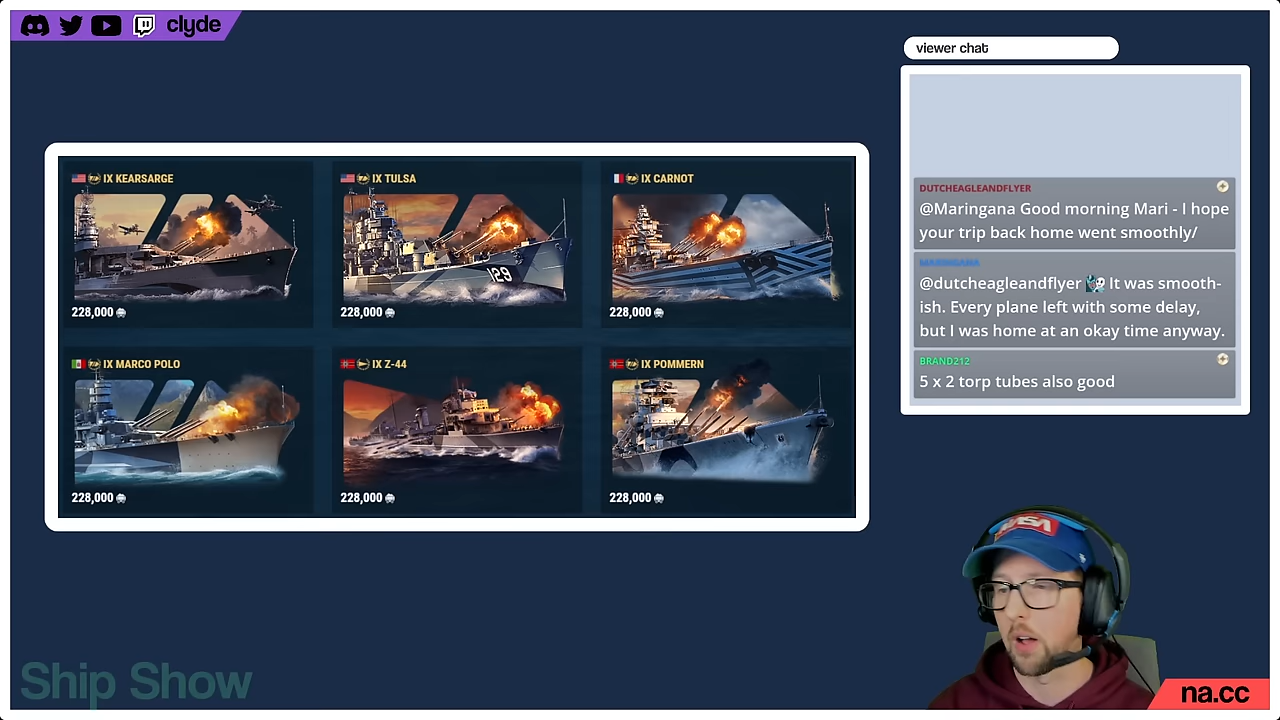 clyde
viewer chat
IX KEARSARGE
228,000
IX TULSA
129
228,000
IX CARNOT
228,000
IX MARCO POLO
228,000
IX Z-44
228,000
IX POMMERN
228,000
DUTCHEAGLEANDFLYER
@Maringana Good morning Mari - I hope
your trip back home went smoothly/
MARINGANA
@dutcheagleandflyer It was smooth-
ish. Every plane left with some delay,
but I was home at an okay time anyway.
BRAND212
5 x 2 torp tubes also good
Ship Show
na.cc